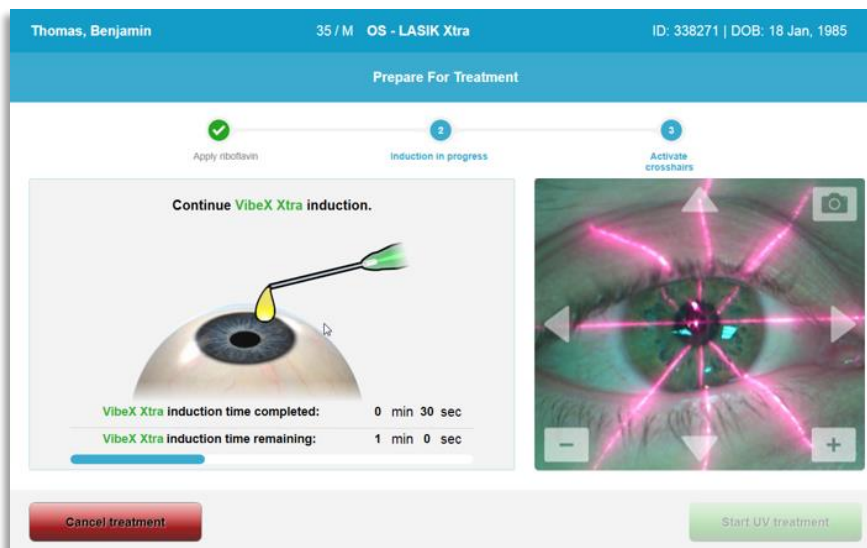 Thomas, Benjamin 35 / M OS - LASIK Xtra ID: 338271 | DOB: 18 Jan, 1985
Prepare For Treatment
2
3
Apply riboflavin
Induction in progress
Activate
crosshairs
Continue VibeX Xtra induction.
VibeX Xtra induction time completed: 0 min 30 sec
VibeX Xtra induction time remaining: 1 min 0 sec
Cancel treatment
Start UV treatment